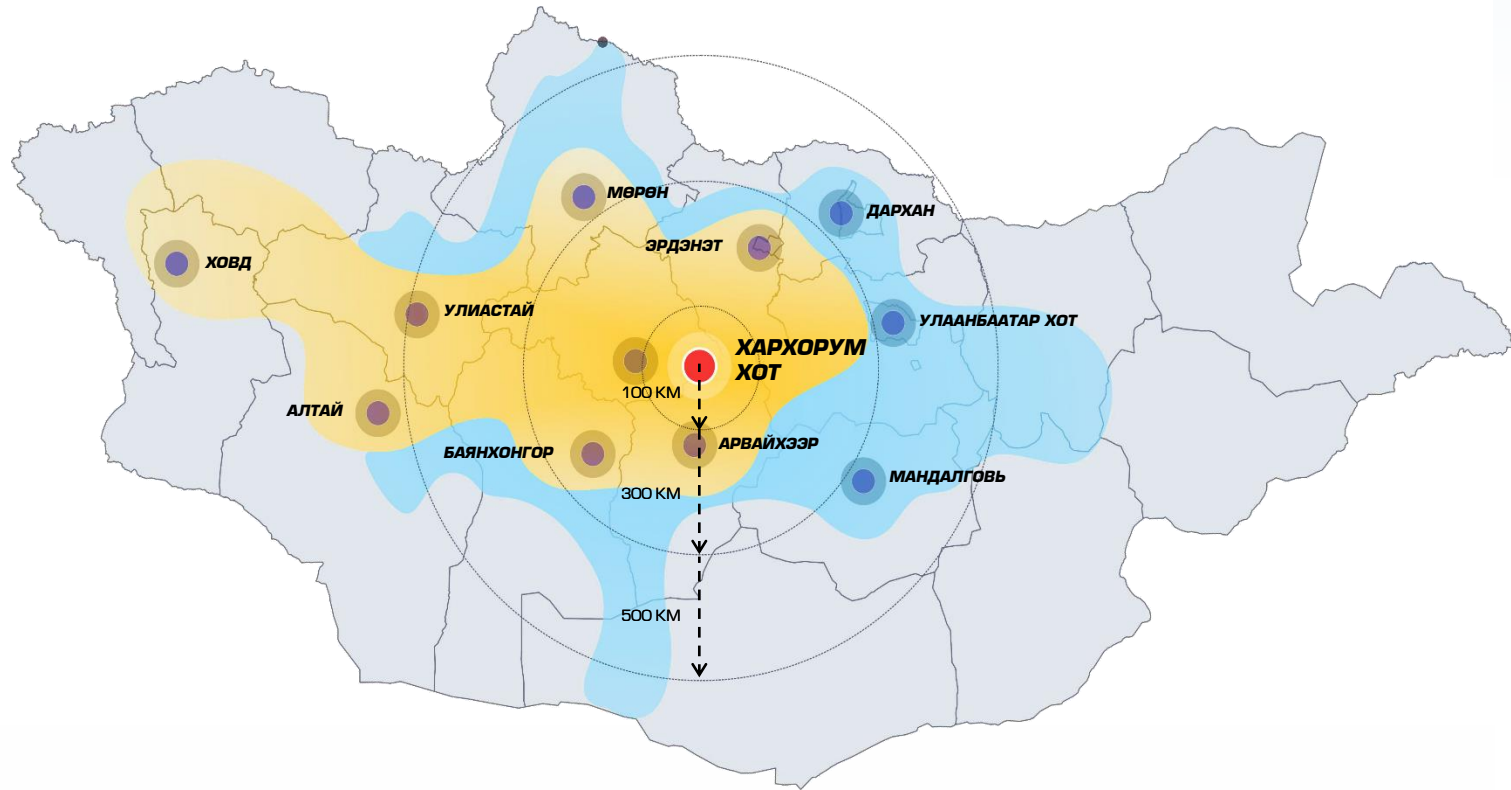 МӨРӨН
ДАРХАН
ЭРДЭНЭТ
ХОВД
УЛИАСТАЙ
УЛААНБААТАР ХОТ
ХАРХОРУМ
ХОТ
100 КМ
АЛТАЙ
АРВАЙХЭЭР
БАЯНХОНГОР
МАНДАЛГОВЬ
300 КМ
500 КМ